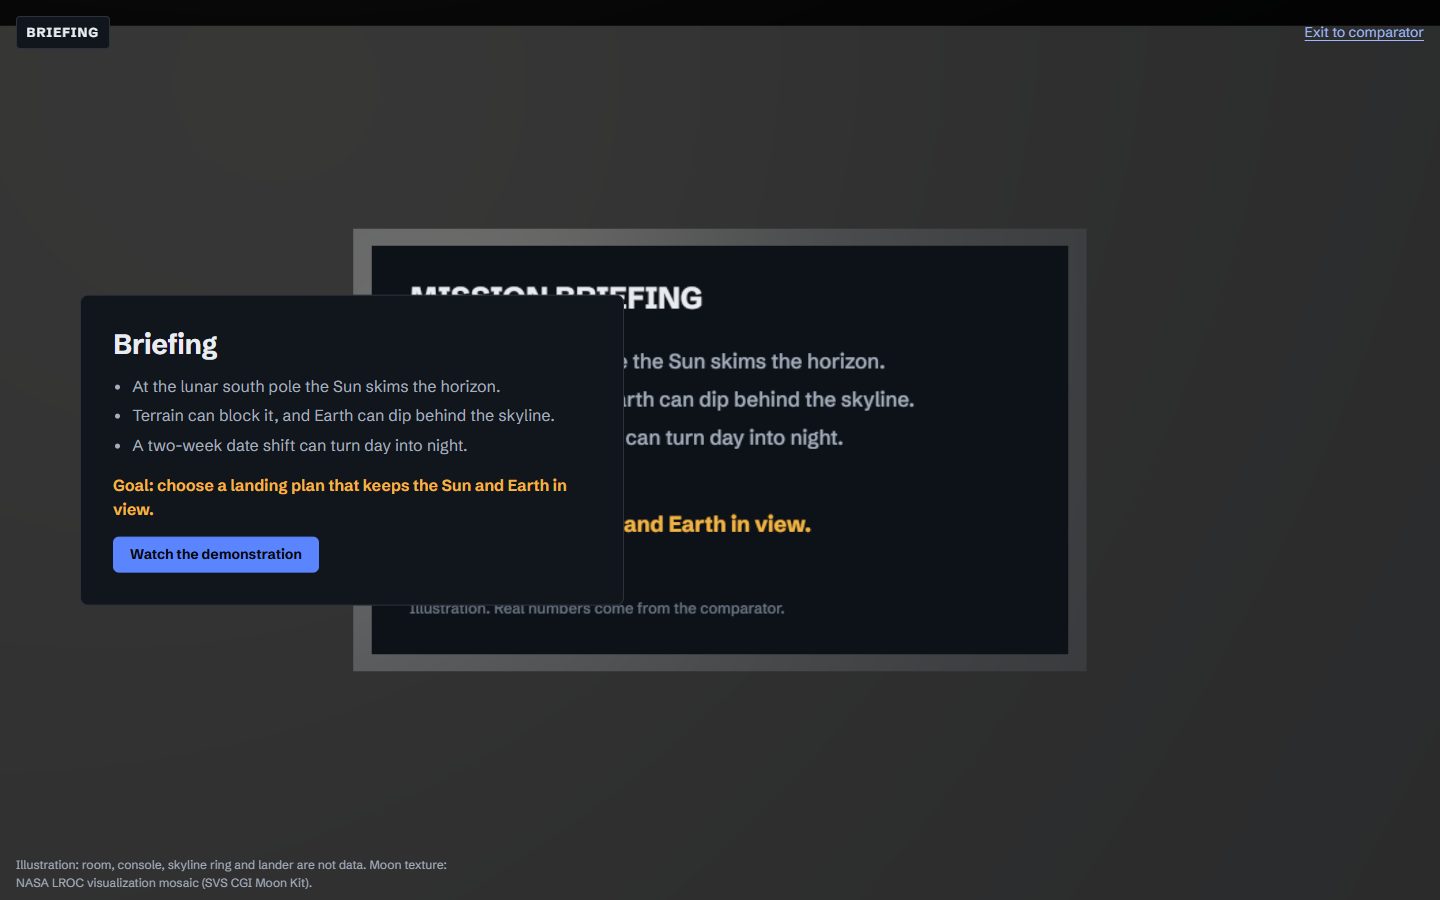 BRIEFING
Exit to comparator
MISSION BRIEFING
Briefing
At the lunar south pole the Sun skims the horizon.
Terrain can block it, and Earth can dip behind the skyline.
A two-week date shift can turn day into night.
Goal: choose a landing plan that keeps the Sun and Earth in
view.
Watch the demonstration
the Sun skims the horizon.
can dip behind the skyline.
can turn day into night.
and Earth in view.
Illustration. Real numbers come from the comparator.
Illustration: room, console, skyline ring and lander are not data. Moon texture:
NASA LROC visualization mosaic (SVS CGI Moon Kit).